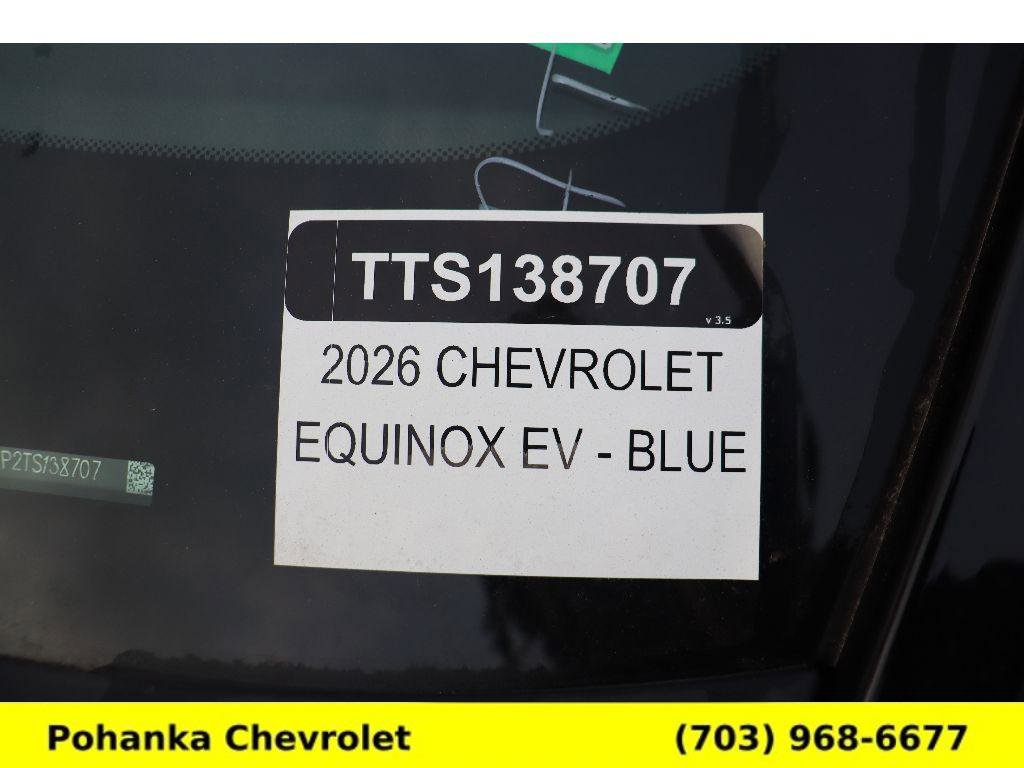 TTS138707
v 3.5
2026 CHEVROLET
EQUINOX EV - BLUE
P2TS138707
Pohanka Chevrolet
(703) 968-6677